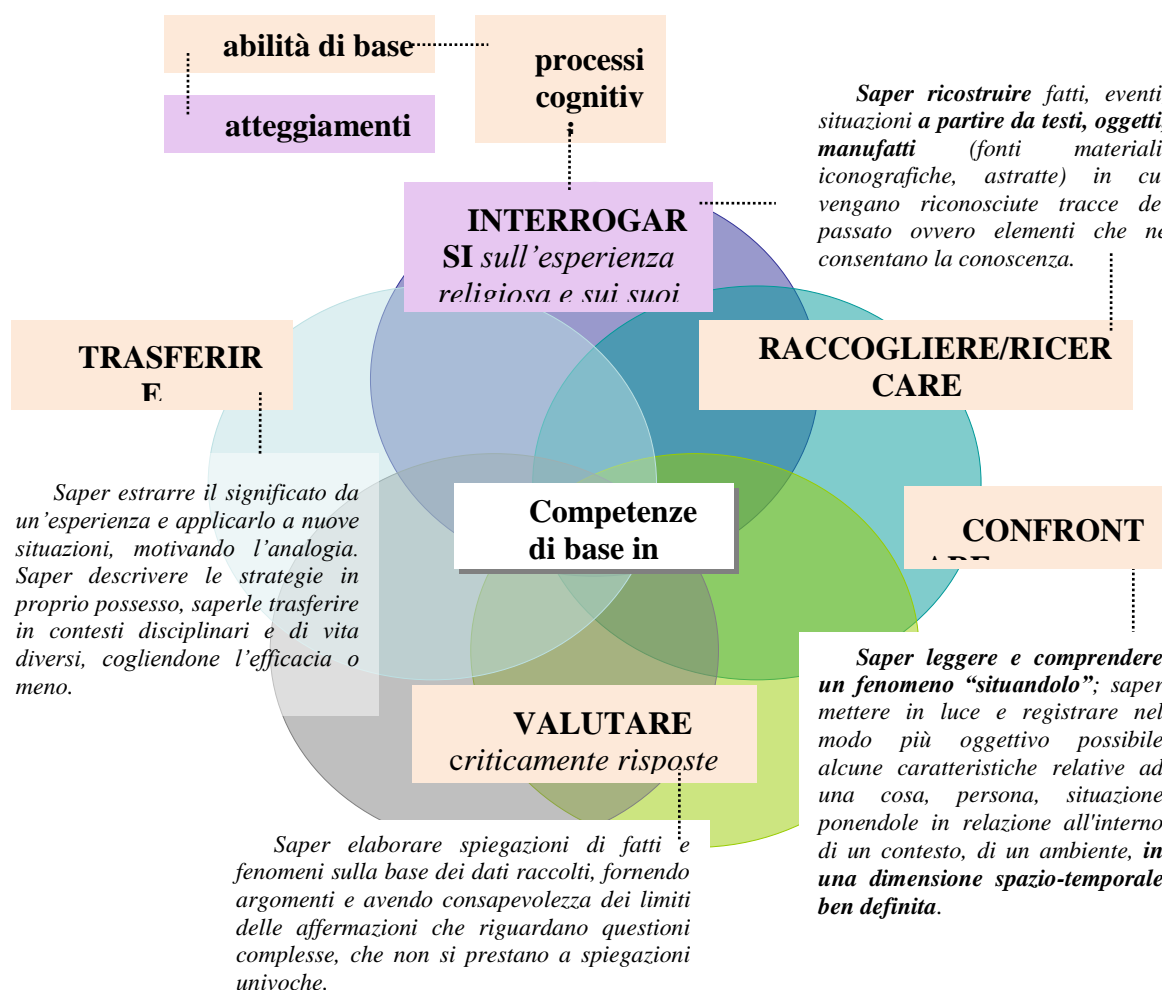 abilità di base
processi
cognitiv
atteggiamenti
Saper ricostruire fatti, eventi
situazioni a partire da testi, oggetti,
manufatti (fonti materiali
iconografiche, astratte) in cu
vengano riconosciute tracce de
passato ovvero elementi che ne
consentano la conoscenza.
INTERROGAR
SI sull’esperienza
religiosa e sui suoi
TRASFERIR
E
RACCOGLIERE/RICER
CARE
Saper estrarre il significato da
un’esperienza e applicarlo a nuove
situazioni, motivando l’analogia.
Saper descrivere le strategie in
proprio possesso, saperle trasferire
in contesti disciplinari e di vita
diversi, cogliendone l’efficacia o
meno.
Competenze
di base in
CONFRONT
ARE
Saper leggere e comprendere
un fenomeno “situandolo”; saper
mettere in luce e registrare nel
modo più oggettivo possibile
alcune caratteristiche relative ad
una cosa, persona, situazione
ponendole in relazione all'interno
di un contesto, di un ambiente, in
una dimensione spazio-temporale
ben definita.
VALUTARE
criticamente risposte
Saper elaborare spiegazioni di fatti e
fenomeni sulla base dei dati raccolti, fornendo
argomenti e avendo consapevolezza dei limiti
delle affermazioni che riguardano questioni
complesse, che non si prestano a spiegazioni
univoche.